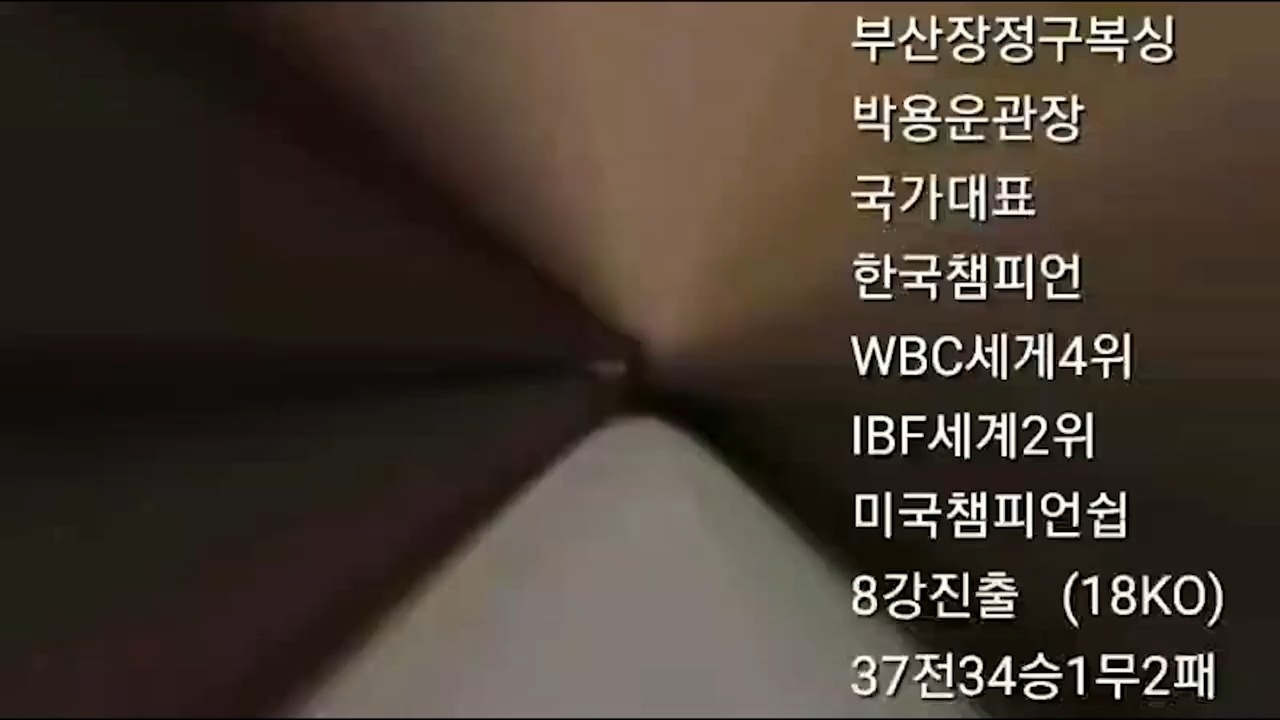 부산장정구복싱
박용운관장
국가대표
한국챔피언
WBC세게4위
IBF세계2위
미국챔피언쉽
8강진출 (18KO)
37전34승1무2패